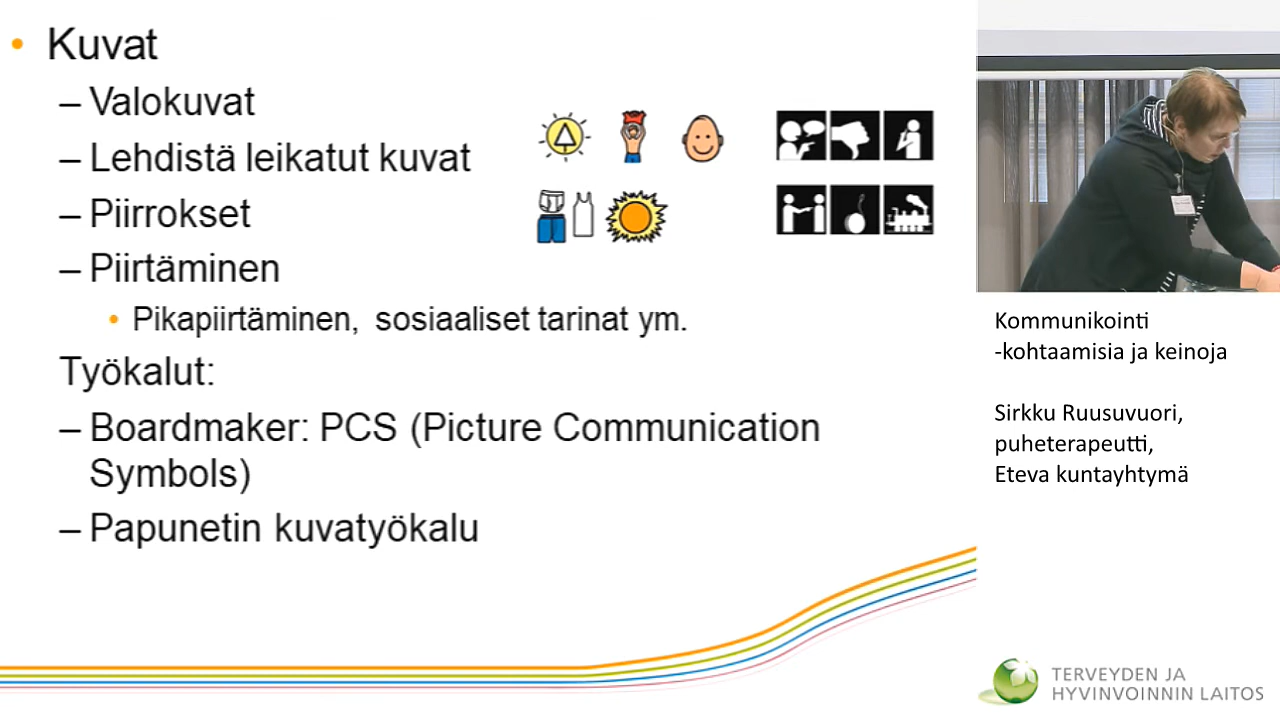 • Kuvat
– Valokuvat
– Lehdistä leikatut kuvat
– Piirrokset
– Piirtäminen
• Pikapiirtäminen, sosiaaliset tarinat ym.
Työkalut:
– Boardmaker: PCS (Picture Communication
Symbols)
– Papunetin kuvatyökalu
Kommunikointi
-kohtaamisia ja keinoja
Sirkku Ruusuvuori,
puheterapeutti,
Eteva kuntayhtymä
TERVEYDEN JA
HYVINVOINNIN LAITOS